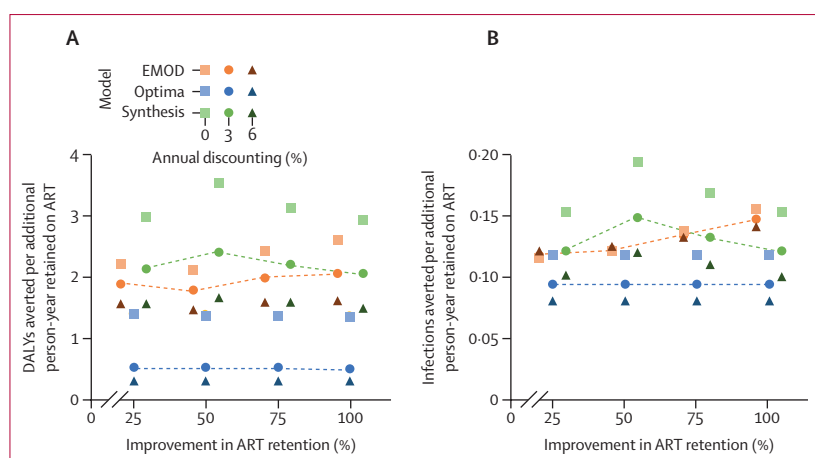 A
B
Model
EMOD
Optima
Synthesis
0 3 6
Annual discounting (%)
DALYs averted per additional
person-year retained on ART
4
3
2
1
0
0 25 50 75 100
Improvement in ART retention (%)
Infections averted per additional
person-year retained on ART
0·20
0·15
0·10
0·05
0
0 25 50 75 100
Improvement in ART retention (%)